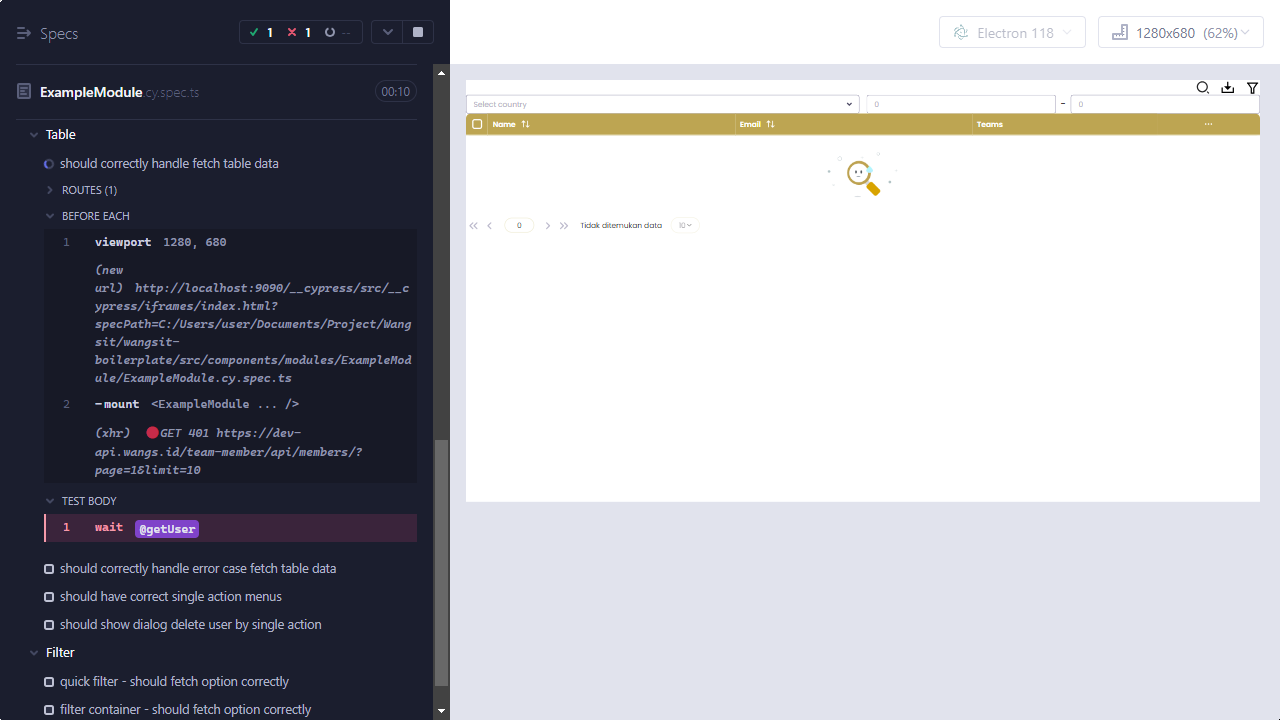 Specs
1
1
--
Electron 118
1280x680 (62%)
ExampleModule.cy.spec.ts
00:10
Table
should correctly handle fetch table data
ROUTES (1)
BEFORE EACH
1 viewport 1280, 680
(new
url) http://localhost:9090/__cypress/src/__c
ypress/iframes/index.html?
specPath=C:/Users/user/Documents/Project/Wang
sit/wangsit-
boilerplate/src/components/modules/ExampleMod
ule/ExampleModule.cy.spec.ts
2 -mount <ExampleModule ... />
(xhr) GET 401 https://dev-
api.wangs.id/team-member/api/members/?
page=1&limit=10
TEST BODY
1 wait @getUser
should correctly handle error case fetch table data
should have correct single action menus
should show dialog delete user by single action
Filter
quick filter - should fetch option correctly
filter container - should fetch option correctly
Select country
0
-
0
Name
Email
Teams
...
0
Tidak ditemukan data
10